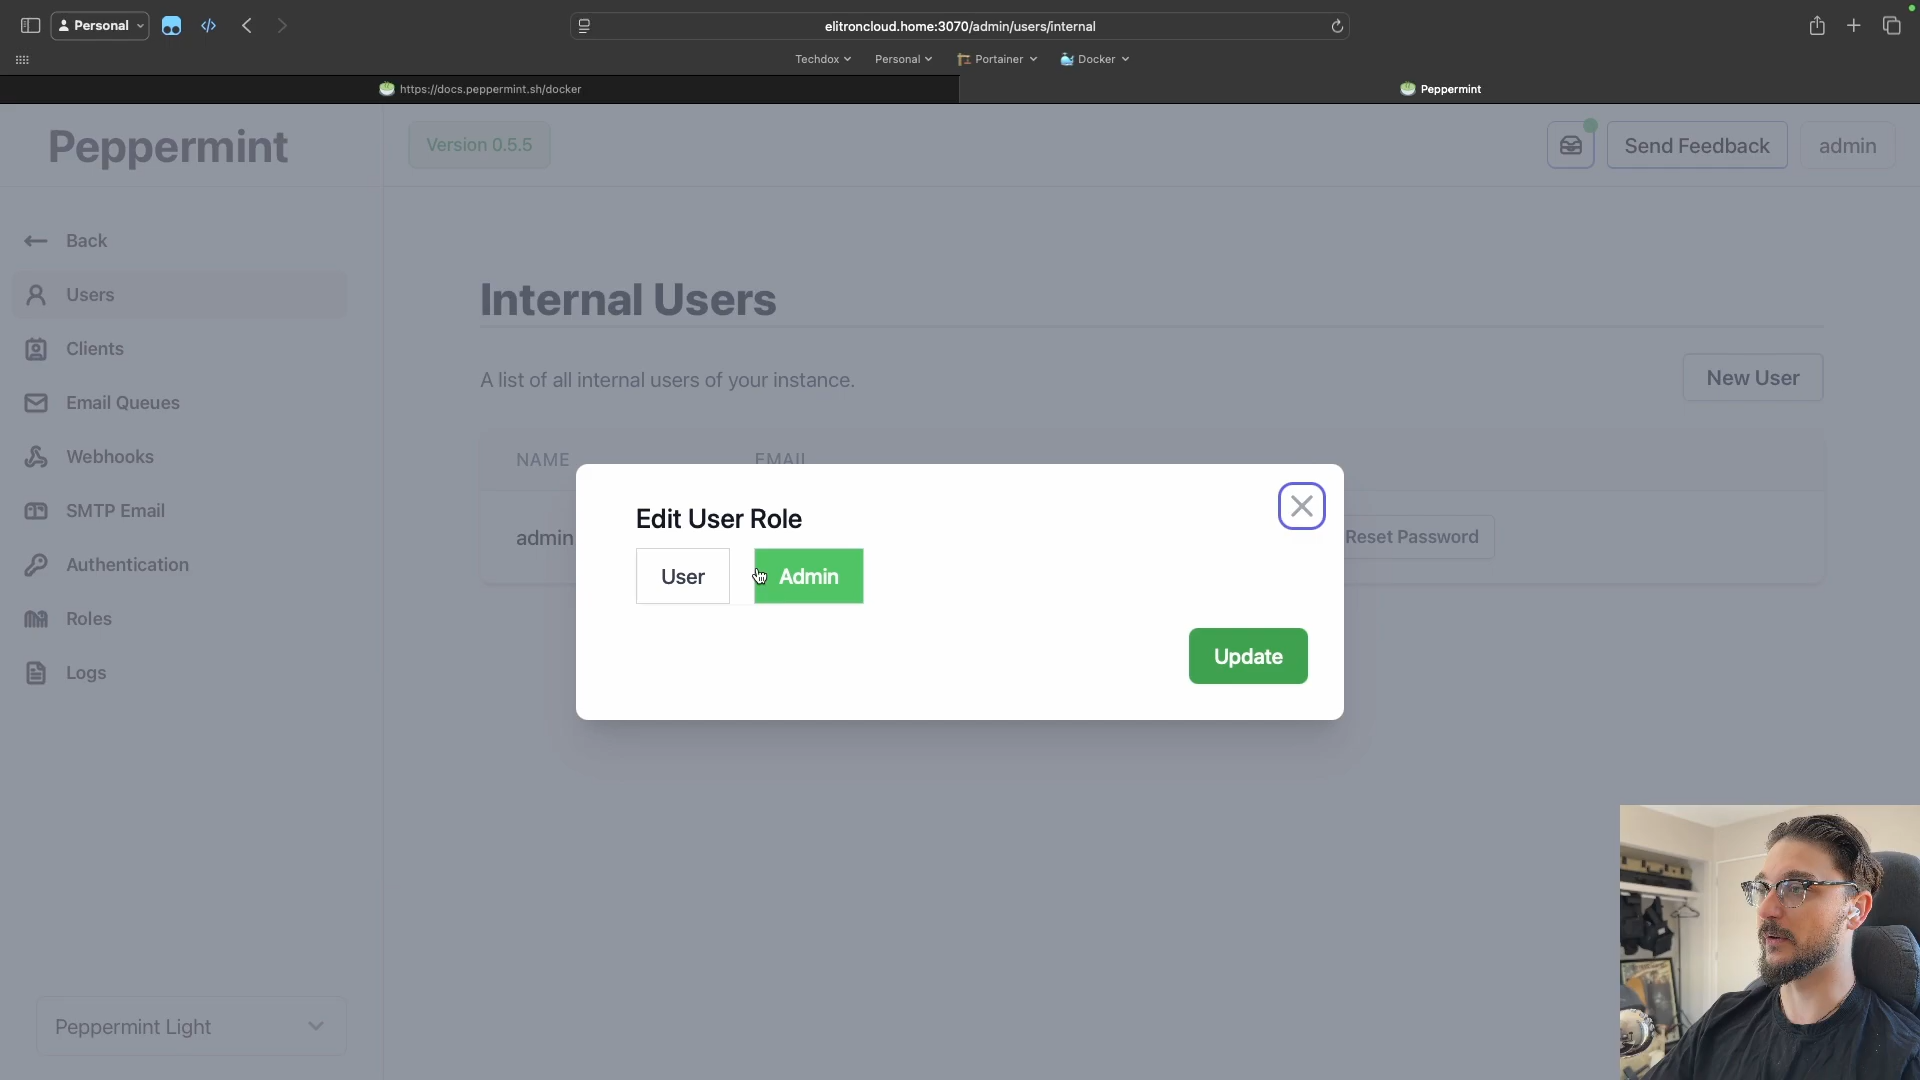 Personal
elitroncloud.home:3070/admin/users/internal
Techdox
Personal
Portainer
Docker
https://docs.peppermint.sh/docker
Peppermint
Peppermint
Version 0.5.5
Send Feedback
admin
Back
Users
Clients
Email Queues
Webhooks
SMTP Email
Authentication
Roles
Logs
Internal Users
A list of all internal users of your instance.
New User
NAME
EMAIL
admin
Reset Password
Edit User Role
User
Admin
Update
Peppermint Light